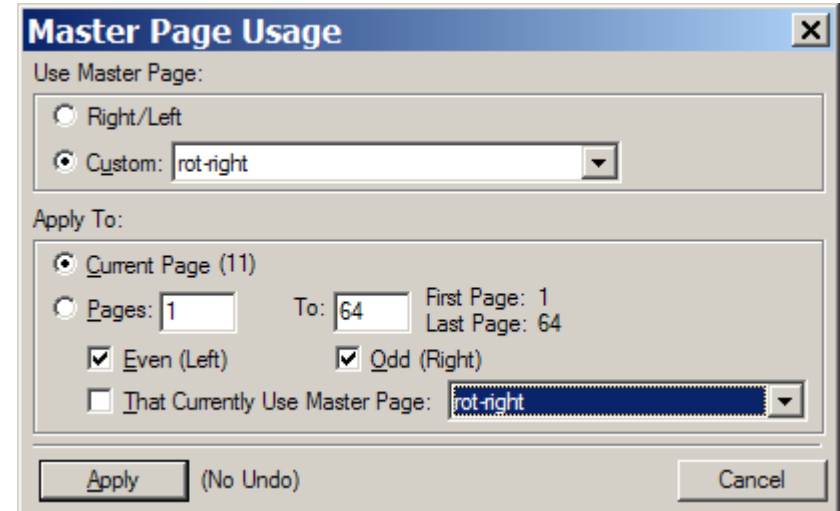 Master Page Usage
Use Master Page:
Right/Left
Custom: rot-right
Apply To:
Current Page (11)
Pages: 1 To: 64 First Page: 1
Last Page: 64
Even (Left) Odd (Right)
That Currently Use Master Page: rot-right
Apply (No Undo) Cancel